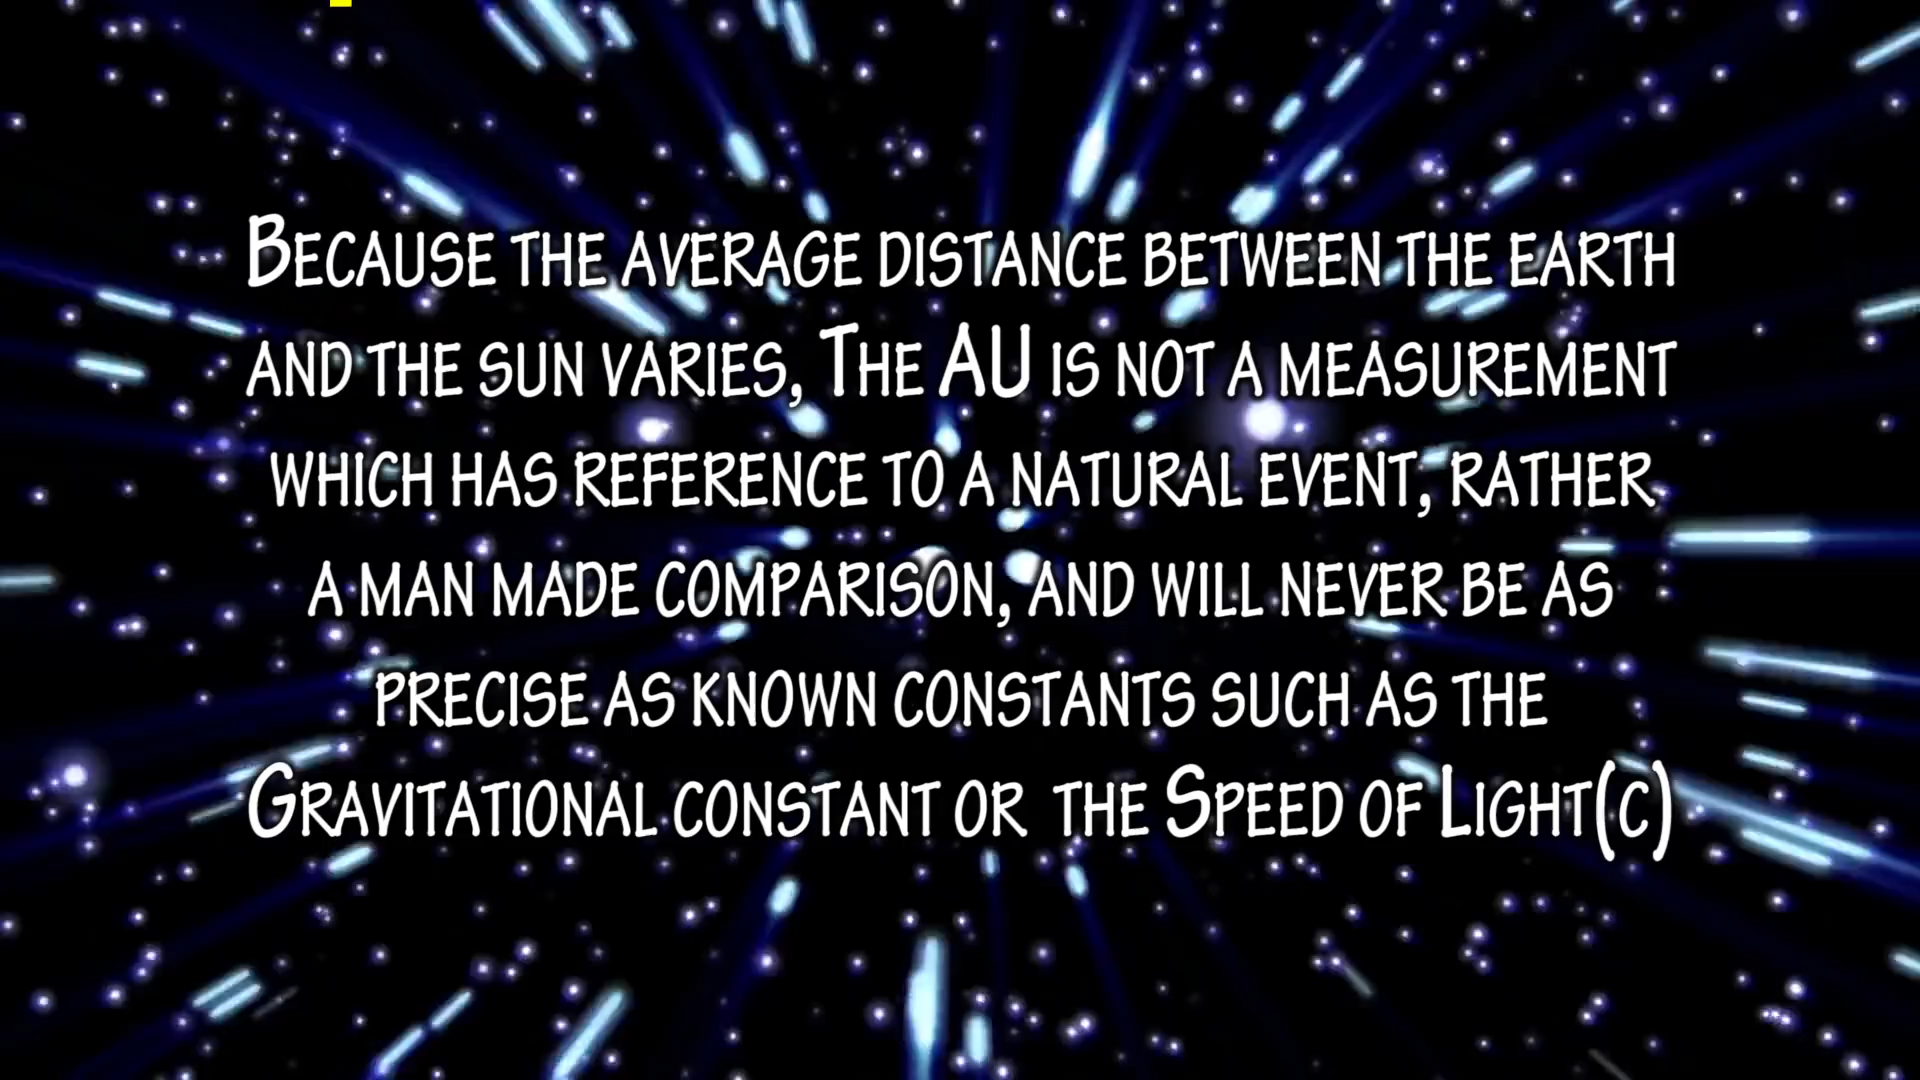 Because the average distance between the earth
and the sun varies, The AU is not a measurement
which has reference to a natural event, rather
a man made comparison, and will never be as
precise as known constants such as the
Gravitational constant or the Speed of Light(c)